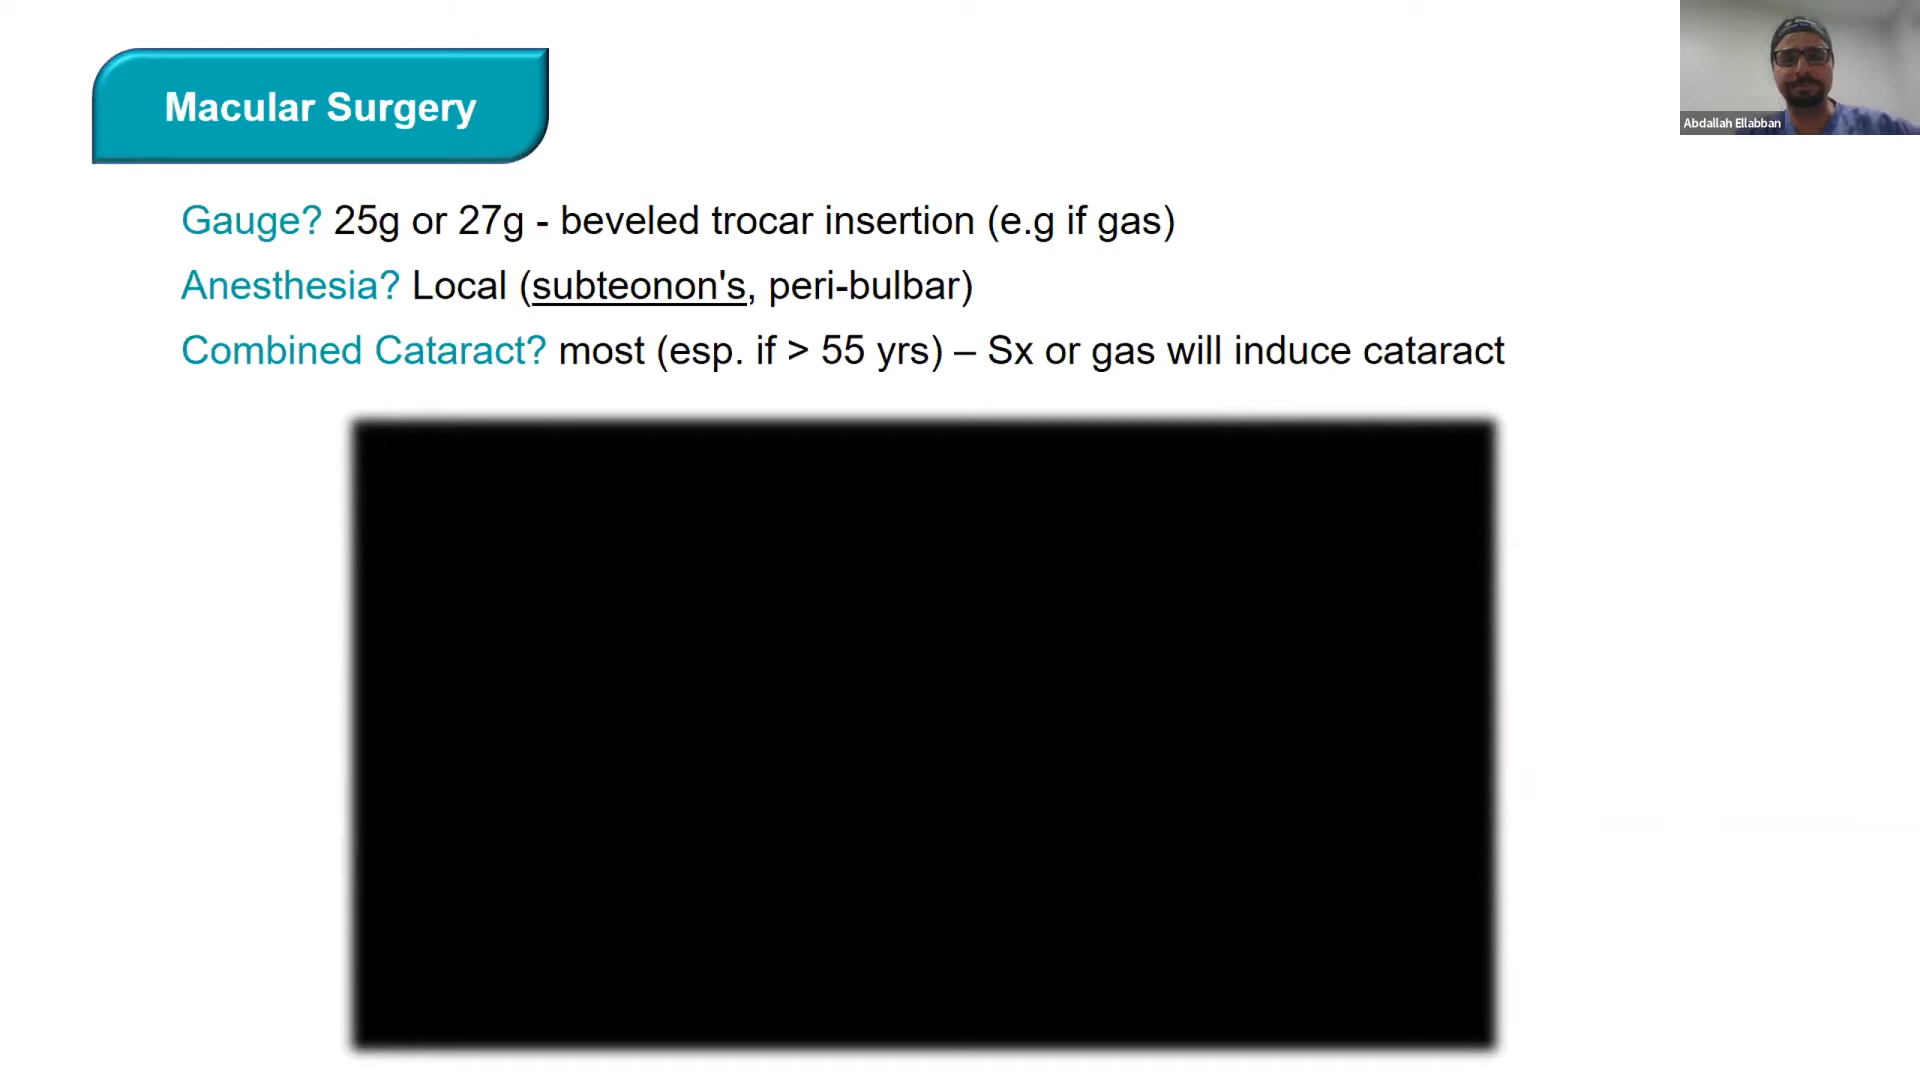 Macular Surgery
Abdallah Ellabban
Gauge? 25g or 27g - beveled trocar insertion (e.g if gas)
Anesthesia? Local (subteonon's, peri-bulbar)
Combined Cataract? most (esp. if > 55 yrs) – Sx or gas will induce cataract